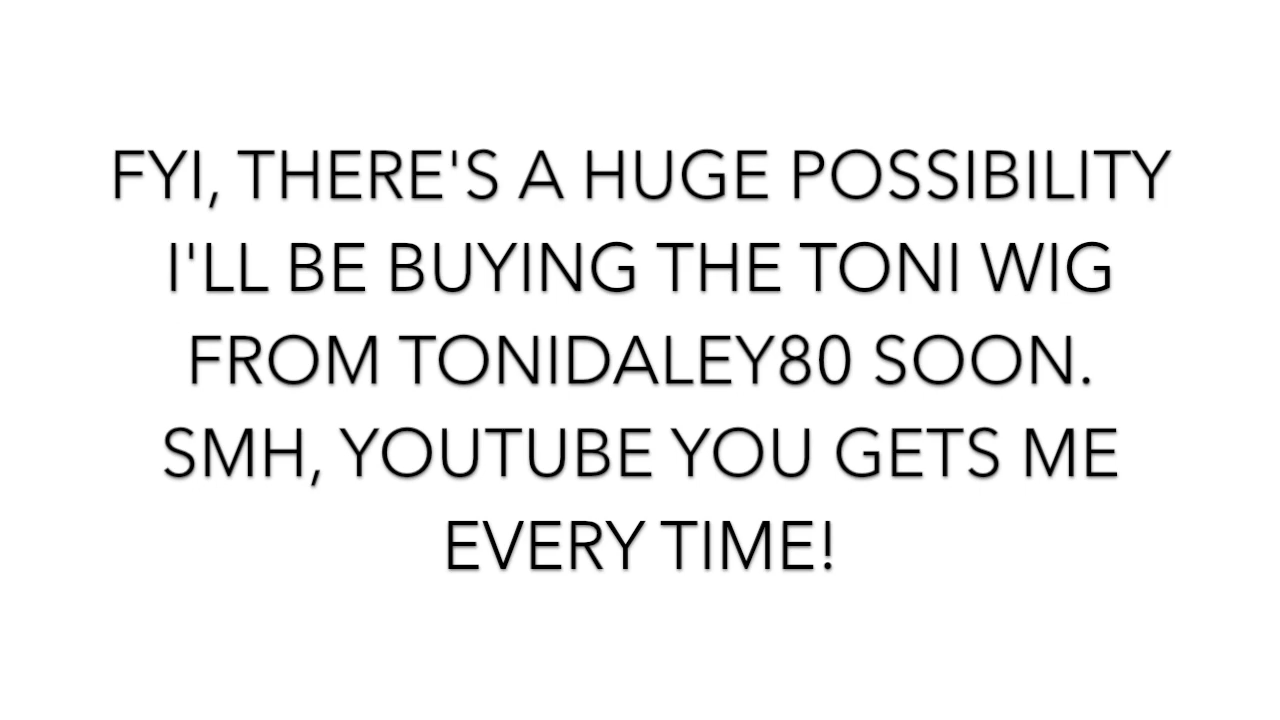 FYI, THERE'S A HUGE POSSIBILITY
I'LL BE BUYING THE TONI WIG
FROM TONIDALEY80 SOON.
SMH, YOUTUBE YOU GETS ME
EVERY TIME!